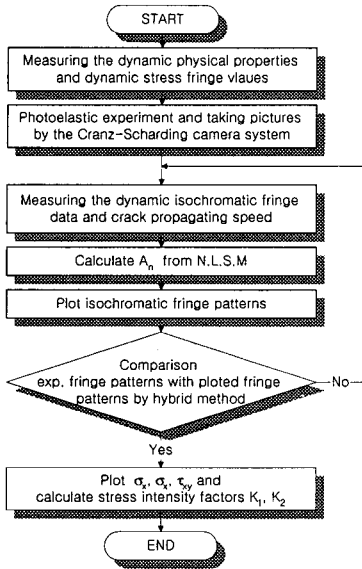 START
Measuring the dynamic physical properties
and dynamic stress fringe vlaues
Photoelastic experiment and taking pictures
by the Cranz-Scharding camera system
Measuring the dynamic isochromatic fringe
data and crack propagating speed
Calculate Aₙ from N.L.S.M
Plot isochromatic fringe patterns
Comparison
exp. fringe patterns with ploted fringe
patterns by hybrid method
No
Yes
Plot σₓ, σₓ, τₓᵧ and
calculate stress intensity factors K₁, K₂
END